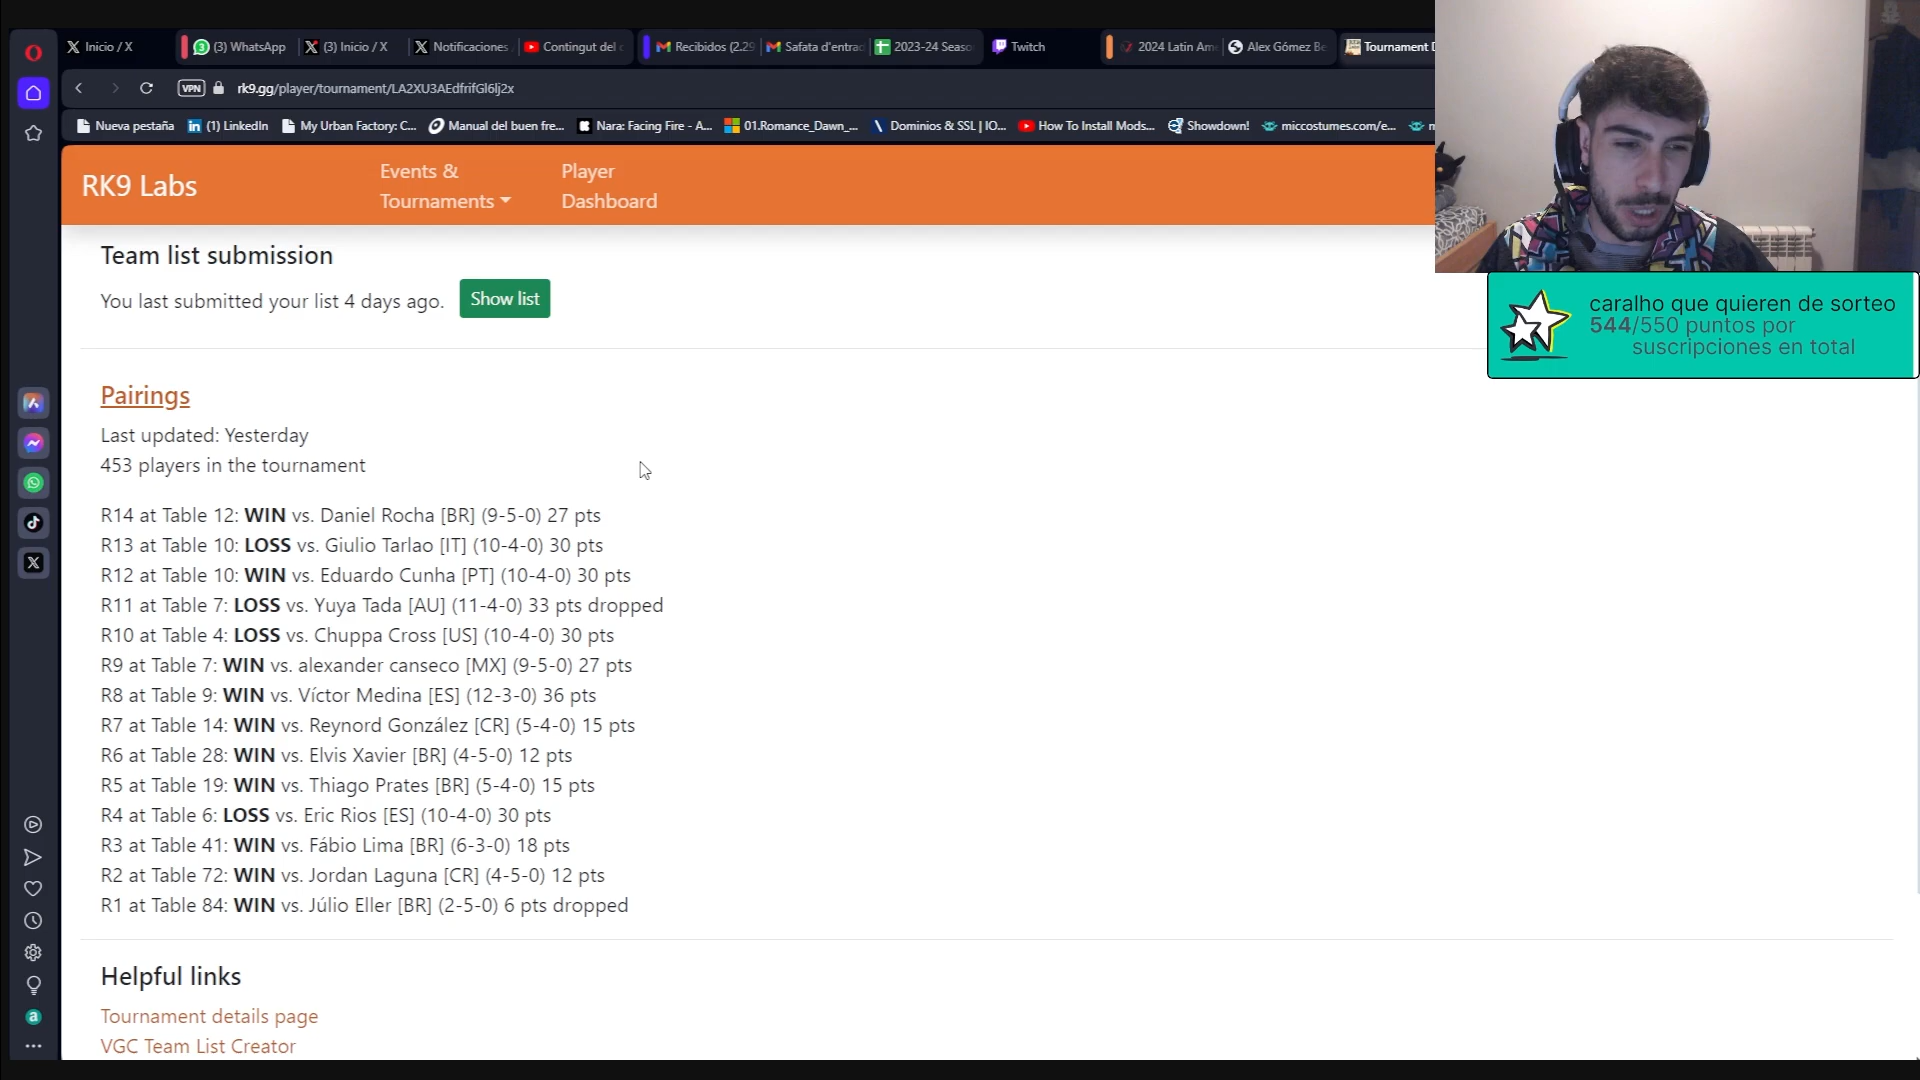 Inicio / X
(3) WhatsApp
(3) Inicio / X
Notificaciones
Contingut del c
Recibidos (2.29
Safata d'entrad
2023-24 Seaso
Twitch
2024 Latin Am
Alex Gómez Be
Tournament D
VPN
rk9.gg/player/tournament/LA2XU3AEdfrifGl6lj2x
Nueva pestaña
(1) LinkedIn
My Urban Factory: C...
Manual del buen fre...
Nara: Facing Fire - A...
01.Romance_Dawn_...
Dominios & SSL | IO...
How To Install Mods...
Showdown!
miccostumes.com/e...
RK9 Labs
Events &
Tournaments
Player
Dashboard
Team list submission
You last submitted your list 4 days ago.
Show list
caralho que quieren de sorteo
544/550 puntos por
suscripciones en total
Pairings
Last updated: Yesterday
453 players in the tournament
R14 at Table 12: WIN vs. Daniel Rocha [BR] (9-5-0) 27 pts
R13 at Table 10: LOSS vs. Giulio Tarlao [IT] (10-4-0) 30 pts
R12 at Table 10: WIN vs. Eduardo Cunha [PT] (10-4-0) 30 pts
R11 at Table 7: LOSS vs. Yuya Tada [AU] (11-4-0) 33 pts dropped
R10 at Table 4: LOSS vs. Chuppa Cross [US] (10-4-0) 30 pts
R9 at Table 7: WIN vs. alexander canseco [MX] (9-5-0) 27 pts
R8 at Table 9: WIN vs. Víctor Medina [ES] (12-3-0) 36 pts
R7 at Table 14: WIN vs. Reynord González [CR] (5-4-0) 15 pts
R6 at Table 28: WIN vs. Elvis Xavier [BR] (4-5-0) 12 pts
R5 at Table 19: WIN vs. Thiago Prates [BR] (5-4-0) 15 pts
R4 at Table 6: LOSS vs. Eric Rios [ES] (10-4-0) 30 pts
R3 at Table 41: WIN vs. Fábio Lima [BR] (6-3-0) 18 pts
R2 at Table 72: WIN vs. Jordan Laguna [CR] (4-5-0) 12 pts
R1 at Table 84: WIN vs. Júlio Eller [BR] (2-5-0) 6 pts dropped
Helpful links
Tournament details page
VGC Team List Creator